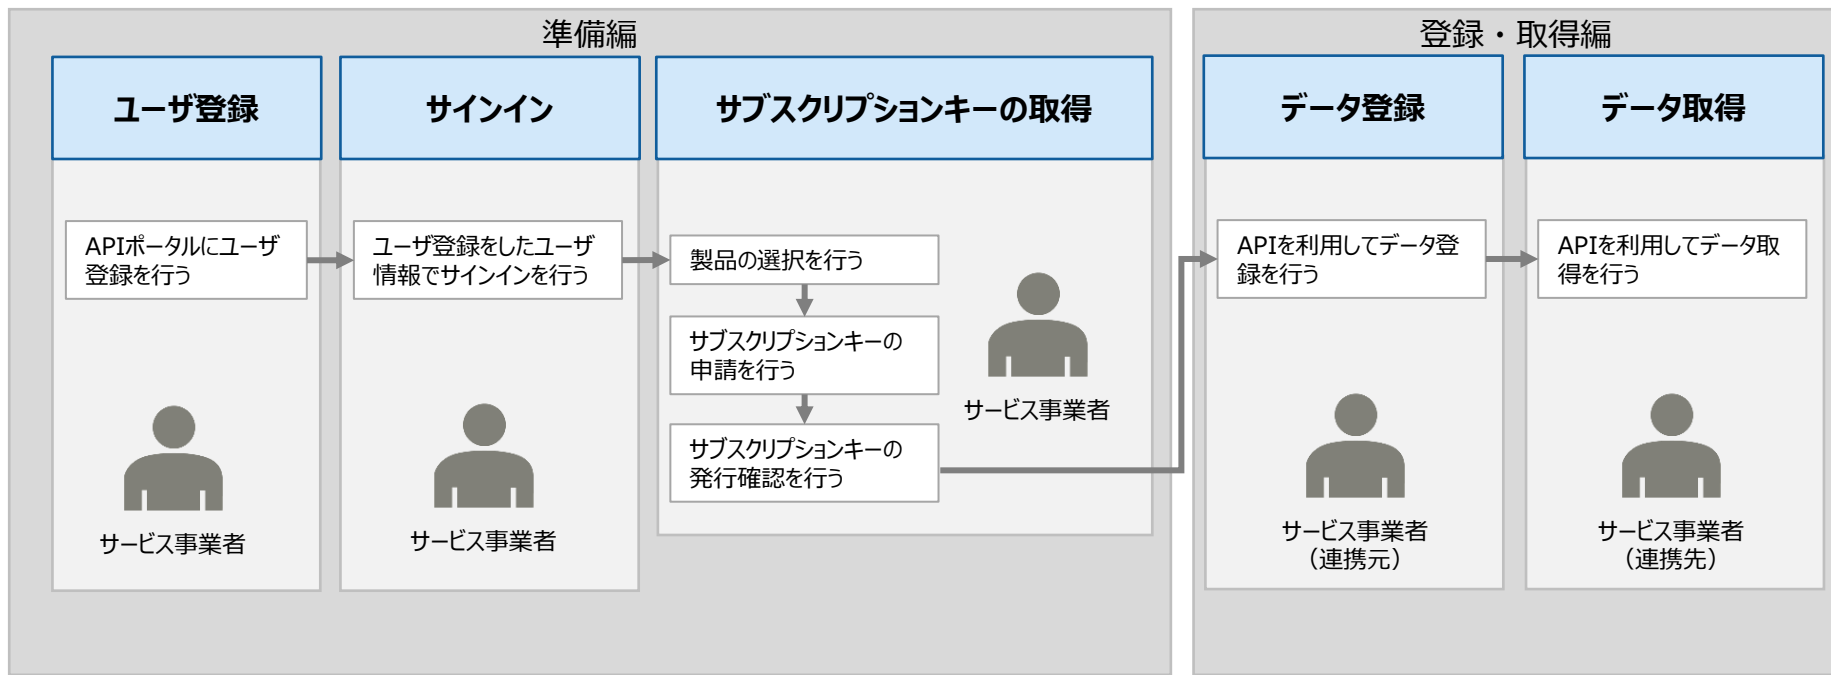 準備編
ユーザ登録
APIポータルにユーザ
登録を行う
サービス事業者
サインイン
ユーザ登録をしたユーザ
情報でサインインを行う
サービス事業者
サブスクリプションキーの取得
製品の選択を行う
サブスクリプションキーの
申請を行う
サブスクリプションキーの
発行確認を行う
サービス事業者
登録・取得編
データ登録
APIを利用してデータ登
録を行う
サービス事業者
（連携元）
データ取得
APIを利用してデータ取
得を行う
サービス事業者
（連携先）